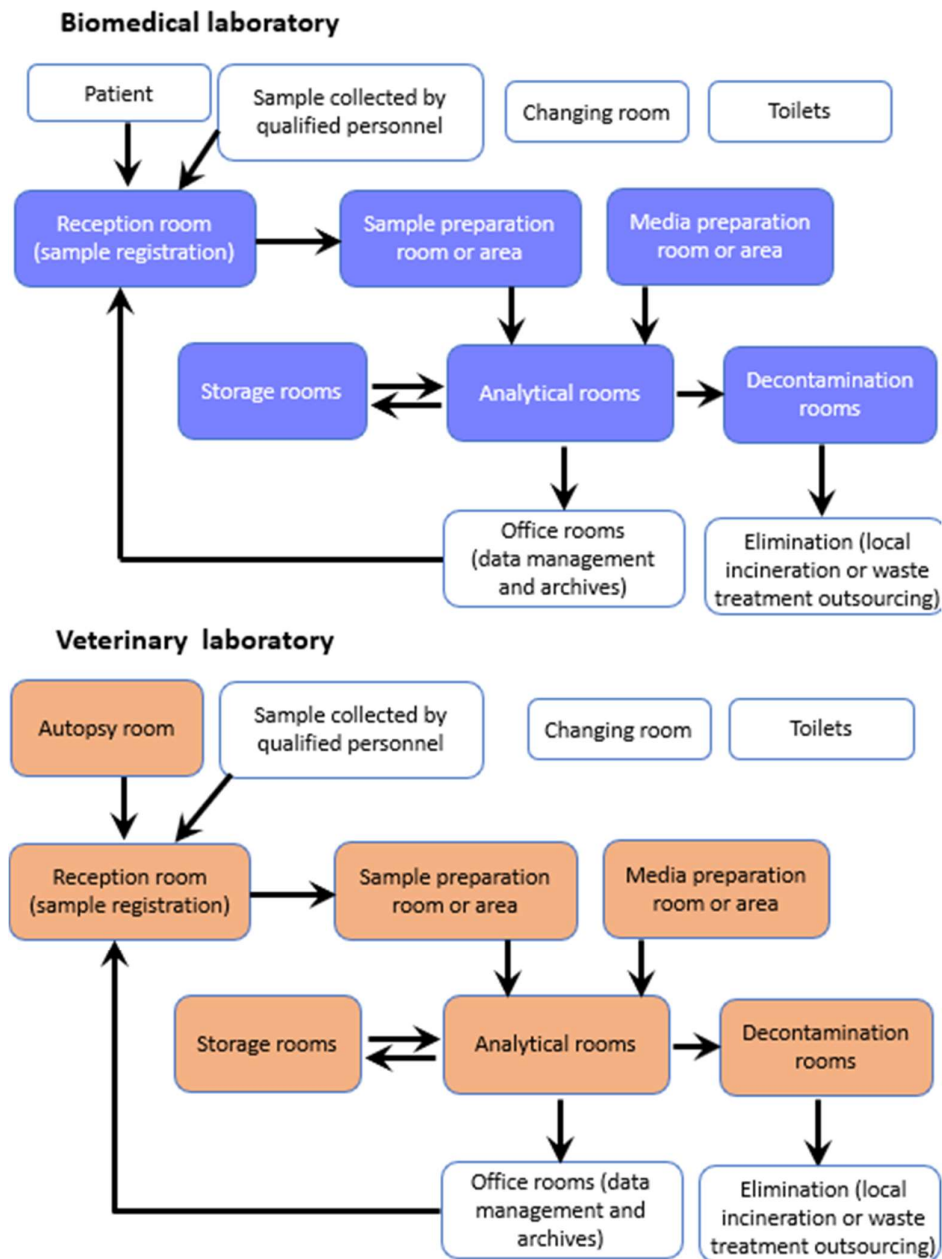 Biomedical laboratory
Patient
Sample collected by
qualified personnel
Changing room
Toilets
Reception room
(sample registration)
Sample preparation
room or area
Media preparation
room or area
Storage rooms
Analytical rooms
Decontamination
rooms
Office rooms
(data management
and archives)
Elimination (local
incineration or waste
treatment outsourcing)
Veterinary laboratory
Autopsy room
Sample collected by
qualified personnel
Changing room
Toilets
Reception room
(sample registration)
Sample preparation
room or area
Media preparation
room or area
Storage rooms
Analytical rooms
Decontamination
rooms
Office rooms (data
management and
archives)
Elimination (local
incineration or waste
treatment outsourcing)